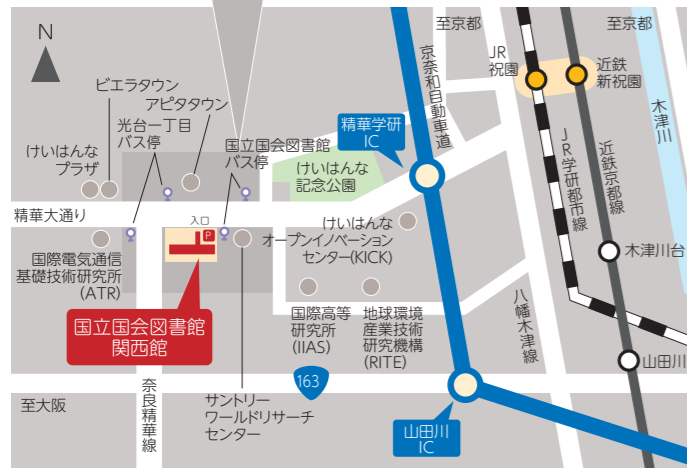 N
至京都
至京都
JR
祝園
近鉄
新祝園
京奈和自動車道
木津川
ビエラタウン
アピタタウン
光台一丁目
バス停
国立国会図書館
バス停
けいはんな
プラザ
けいはんな
記念公園
精華学研
IC
JR学研都市線
近鉄京都線
精華大通り
入口
P
けいはんな
オープンイノベーション
センター(KICK)
木津川台
国際電気通信
基礎技術研究所
(ATR)
国立国会図書館
関西館
国際高等
研究所
(IIAS)
地球環境
産業技術
研究機構
(RITE)
八幡木津線
山田川
163
至大阪
奈良精華線
サントリー
ワールドリサーチ
センター
山田川
IC